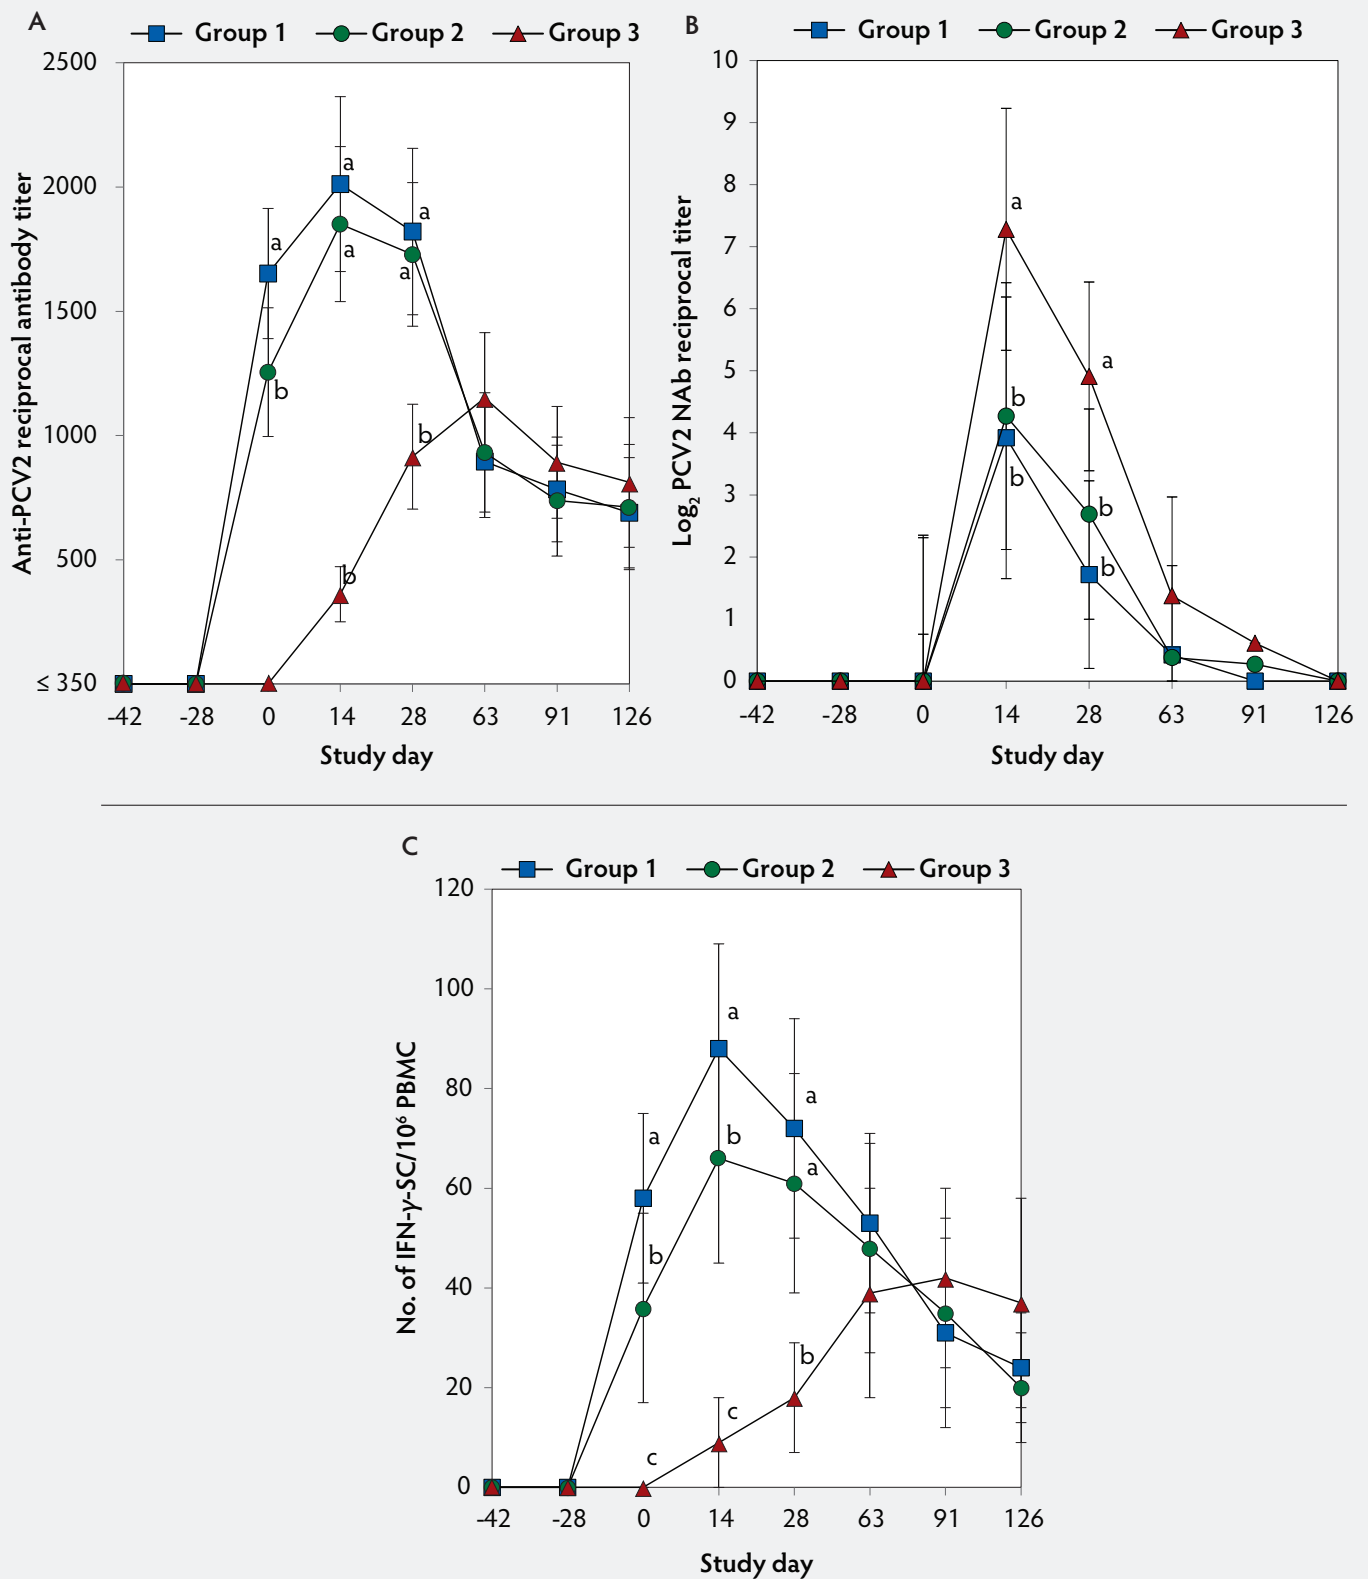 A
Group 1 Group 2 Group 3
2500
2000
1500
1000
500
≤ 350
Anti-PCV2 reciprocal antibody titer
a
a
a
b
a
a
b
b
-42 -28 0 14 28 63 91 126
Study day
B
Group 1 Group 2 Group 3
10
9
8
7
6
5
4
3
2
1
0
Log₂ PCV2 NAb reciprocal titer
a
a
b
b
b
b
-42 -28 0 14 28 63 91 126
Study day
C
Group 1 Group 2 Group 3
120
100
80
60
40
20
0
No. of IFN-γ-SC/10⁶ PBMC
a
a
a
b
a
b
b
c
c
-42 -28 0 14 28 63 91 126
Study day